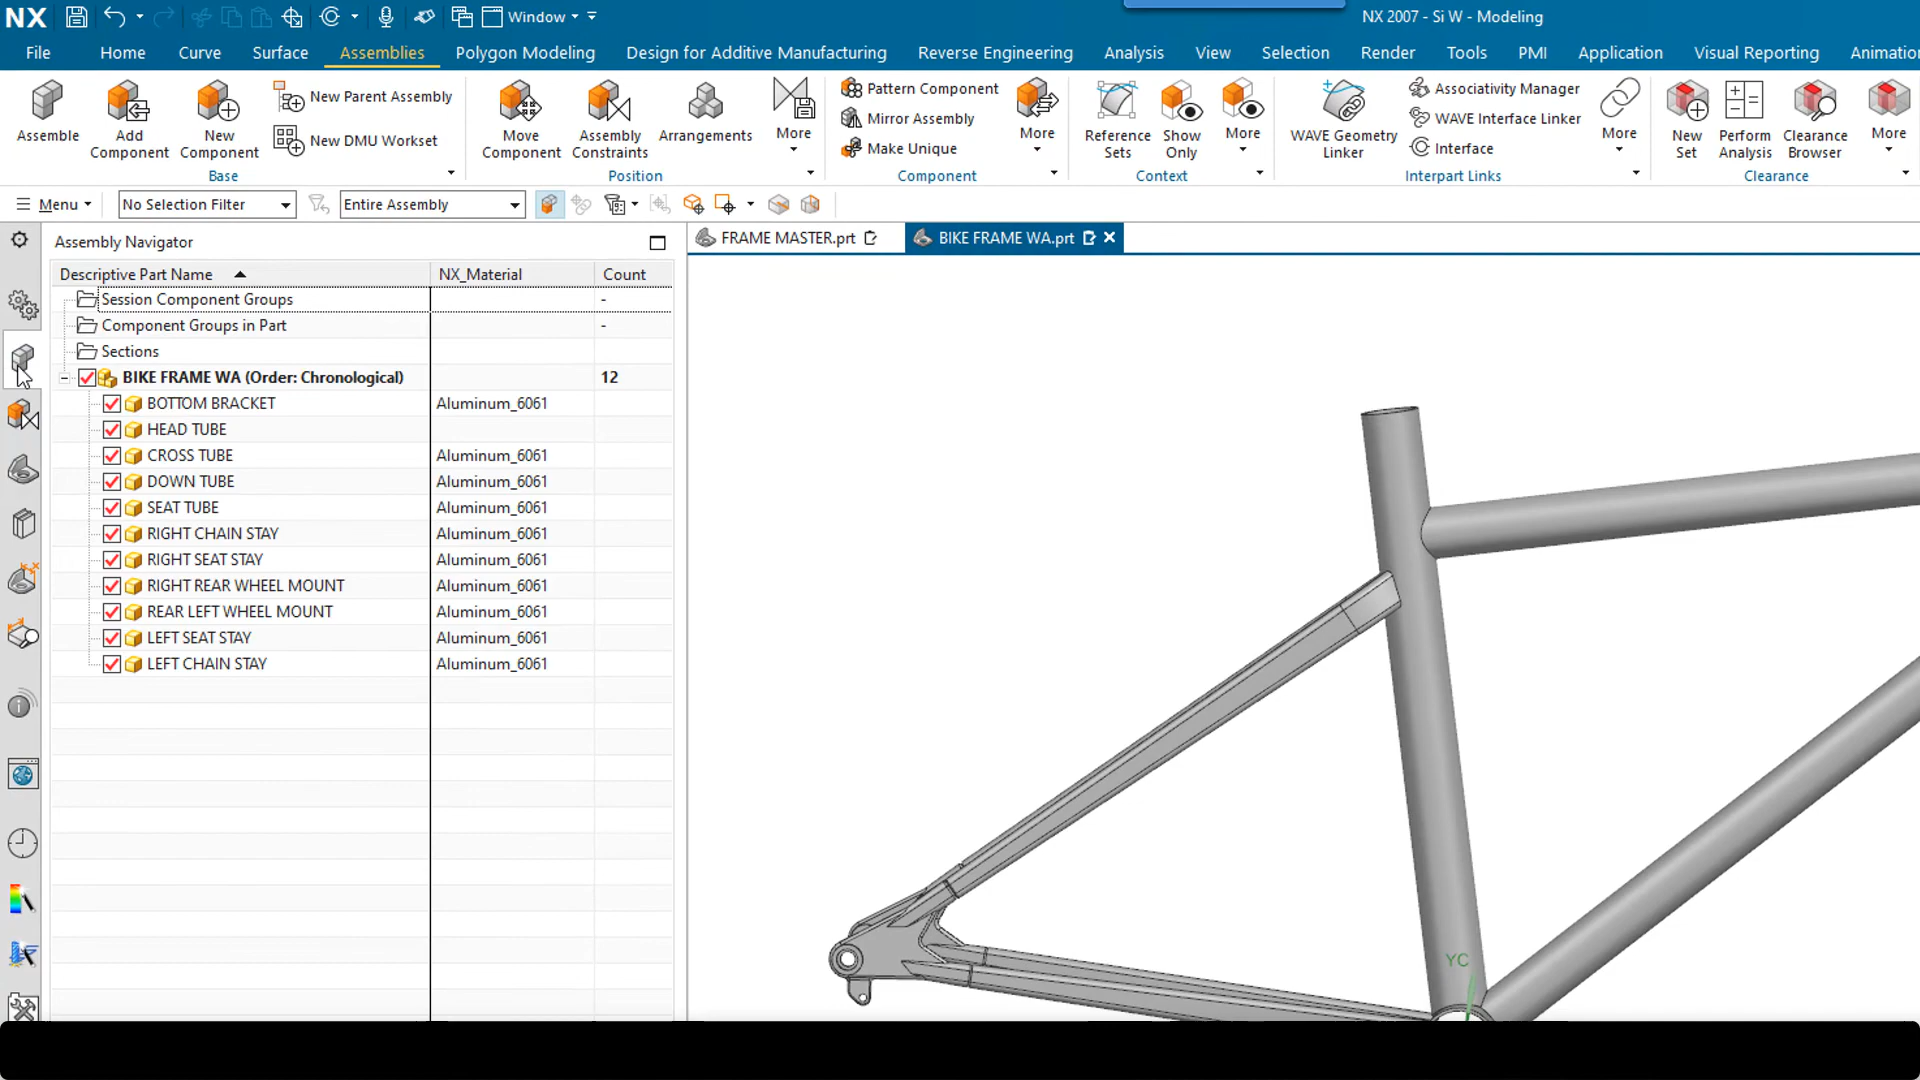 NX Window NX 2007 - Si W - Modeling
File Home Curve Surface Assemblies Polygon Modeling Design for Additive Manufacturing Reverse Engineering Analysis View Selection Render Tools PMI Application Visual Reporting Animatio
Assemble
Add Component
New Component
New Parent Assembly
New DMU Workset
Base
Move Component
Assembly Constraints
Arrangements
More
Position
Pattern Component
Mirror Assembly
Make Unique
More
Component
Reference Sets
Show Only
More
Context
WAVE Geometry Linker
Associativity Manager
WAVE Interface Linker
Interface
More
Interpart Links
New Set
Perform Analysis
Clearance Browser
More
Clearance
Menu No Selection Filter Entire Assembly
Assembly Navigator
FRAME MASTER.prt BIKE FRAME WA.prt
Descriptive Part Name NX_Material Count
Session Component Groups -
Component Groups in Part -
Sections
BIKE FRAME WA (Order: Chronological) 12
BOTTOM BRACKET Aluminum_6061
HEAD TUBE
CROSS TUBE Aluminum_6061
DOWN TUBE Aluminum_6061
SEAT TUBE Aluminum_6061
RIGHT CHAIN STAY Aluminum_6061
RIGHT SEAT STAY Aluminum_6061
RIGHT REAR WHEEL MOUNT Aluminum_6061
REAR LEFT WHEEL MOUNT Aluminum_6061
LEFT SEAT STAY Aluminum_6061
LEFT CHAIN STAY Aluminum_6061
YC